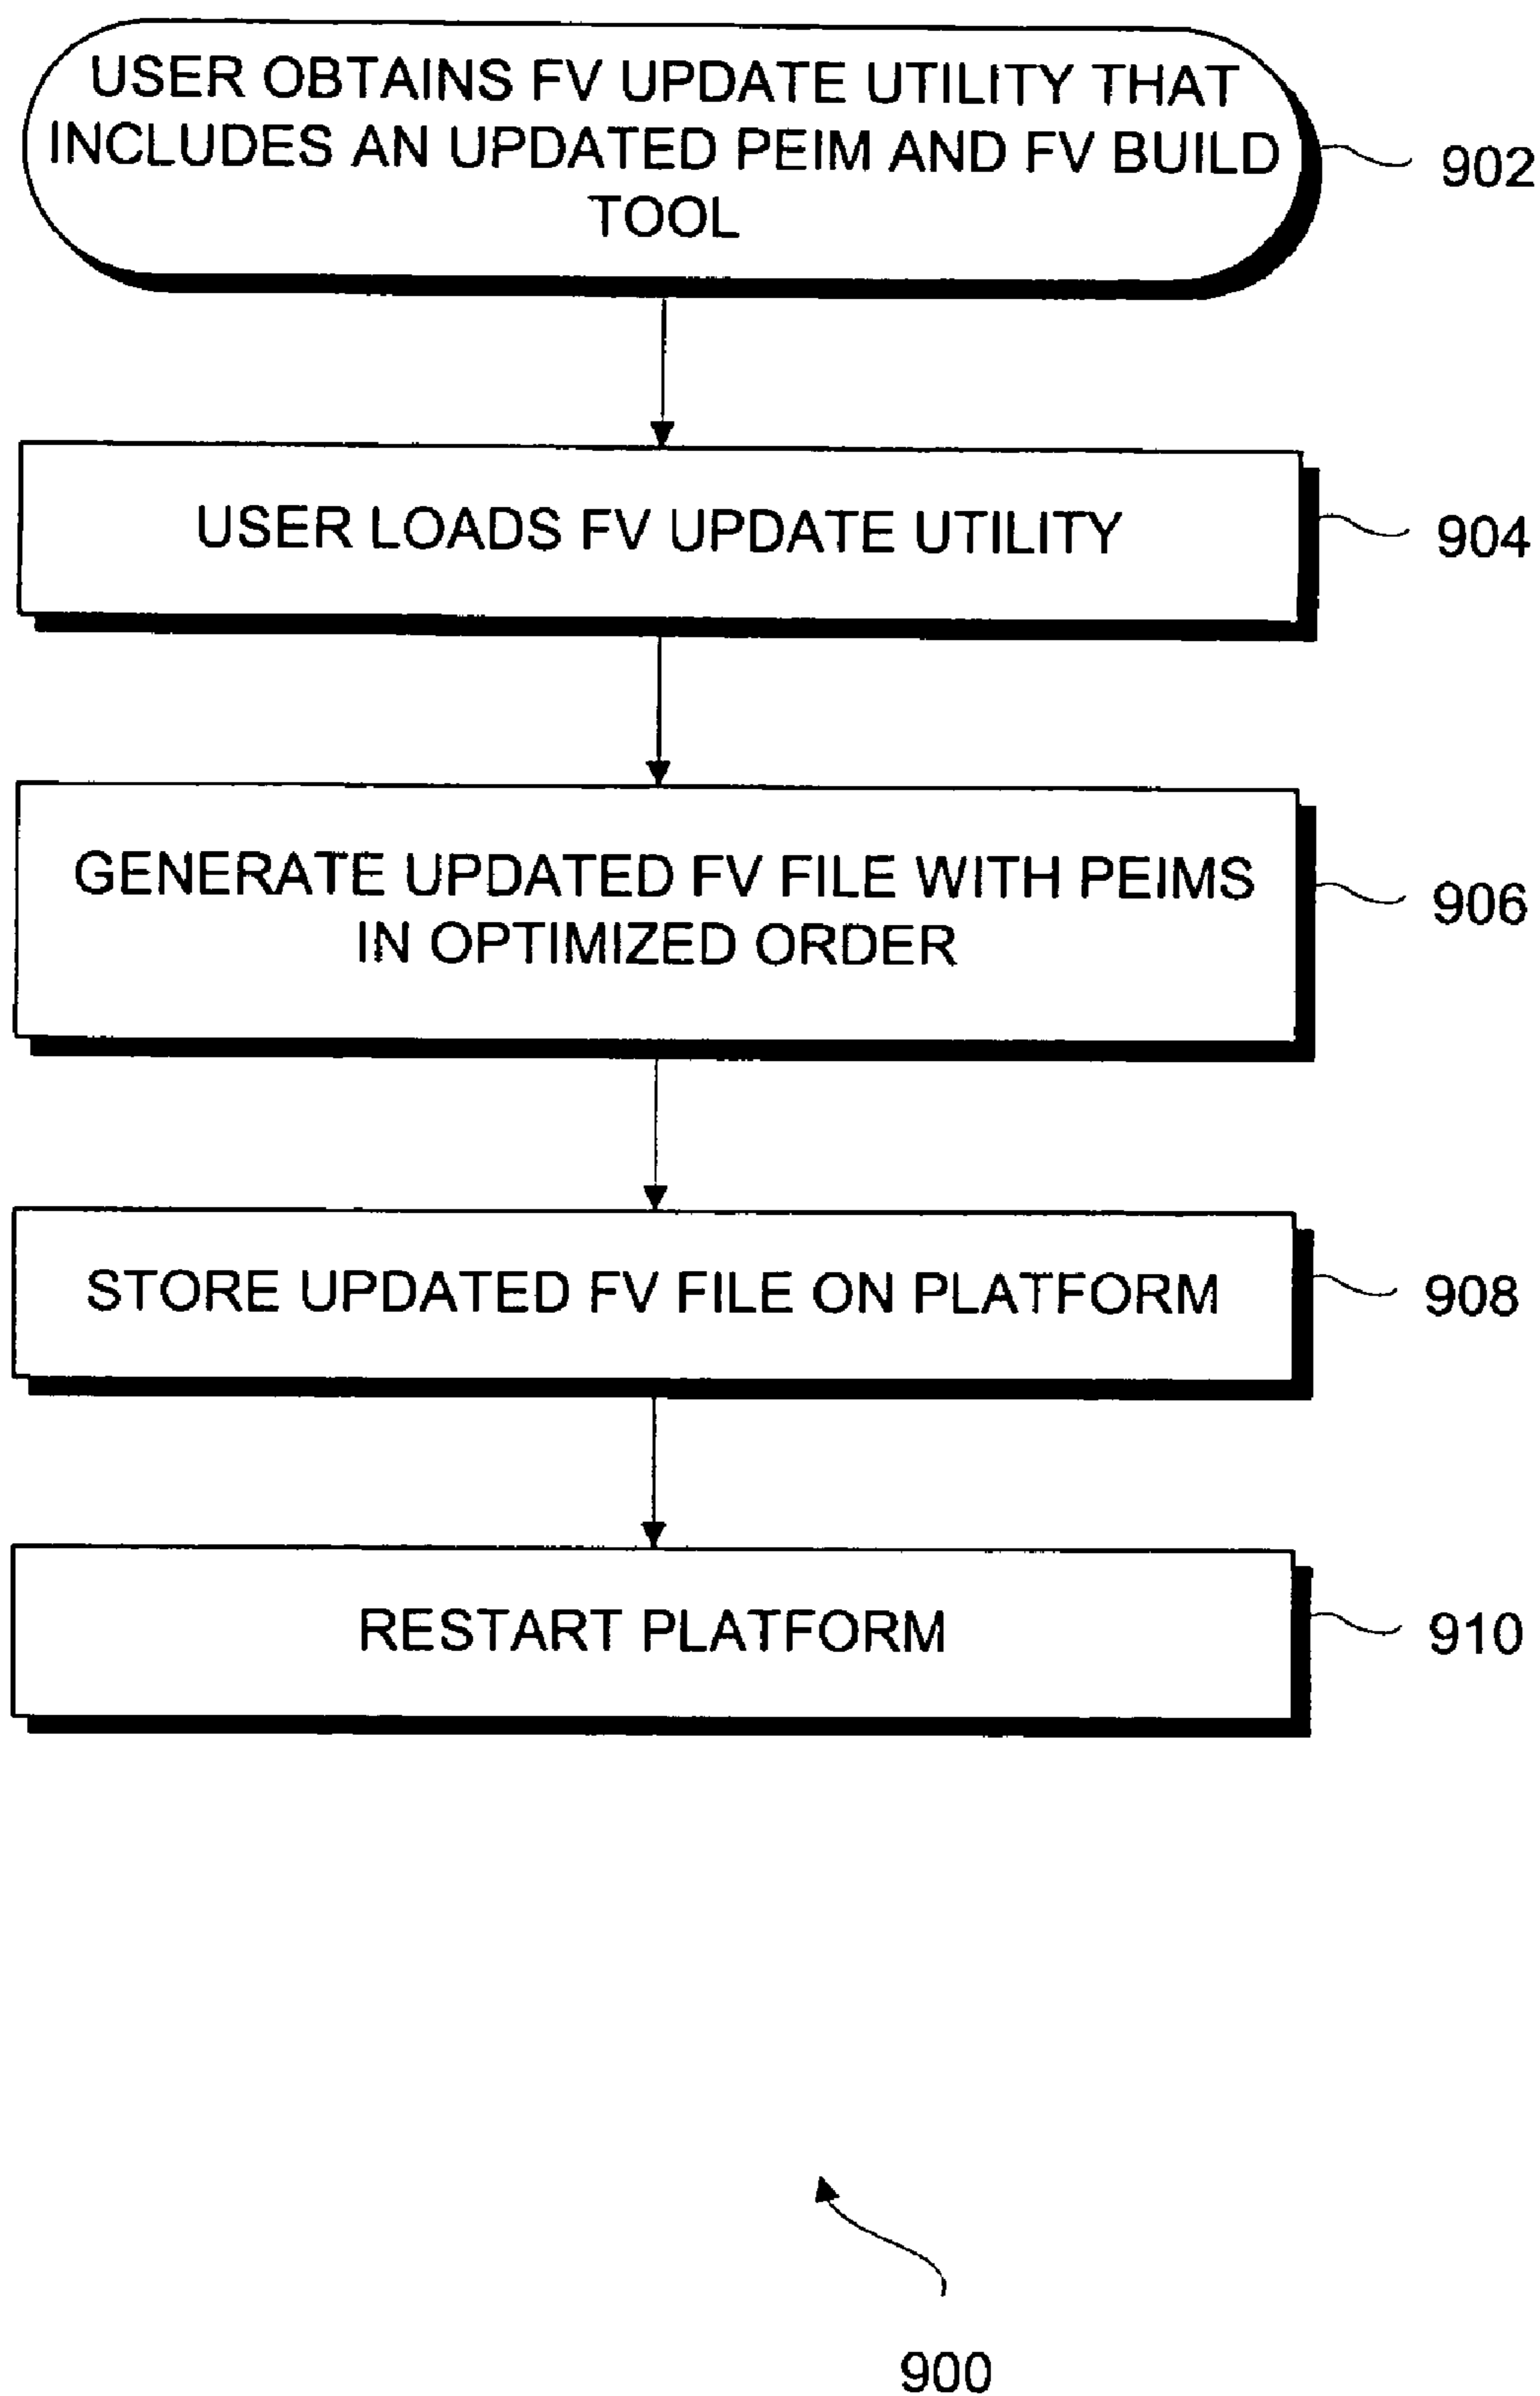 USER OBTAINS FV UPDATE UTILITY THAT
INCLUDES AN UPDATED PEIM AND FV BUILD
TOOL
902
USER LOADS FV UPDATE UTILITY
904
GENERATE UPDATED FV FILE WITH PEIMS
IN OPTIMIZED ORDER
906
STORE UPDATED FV FILE ON PLATFORM
908
RESTART PLATFORM
910
900